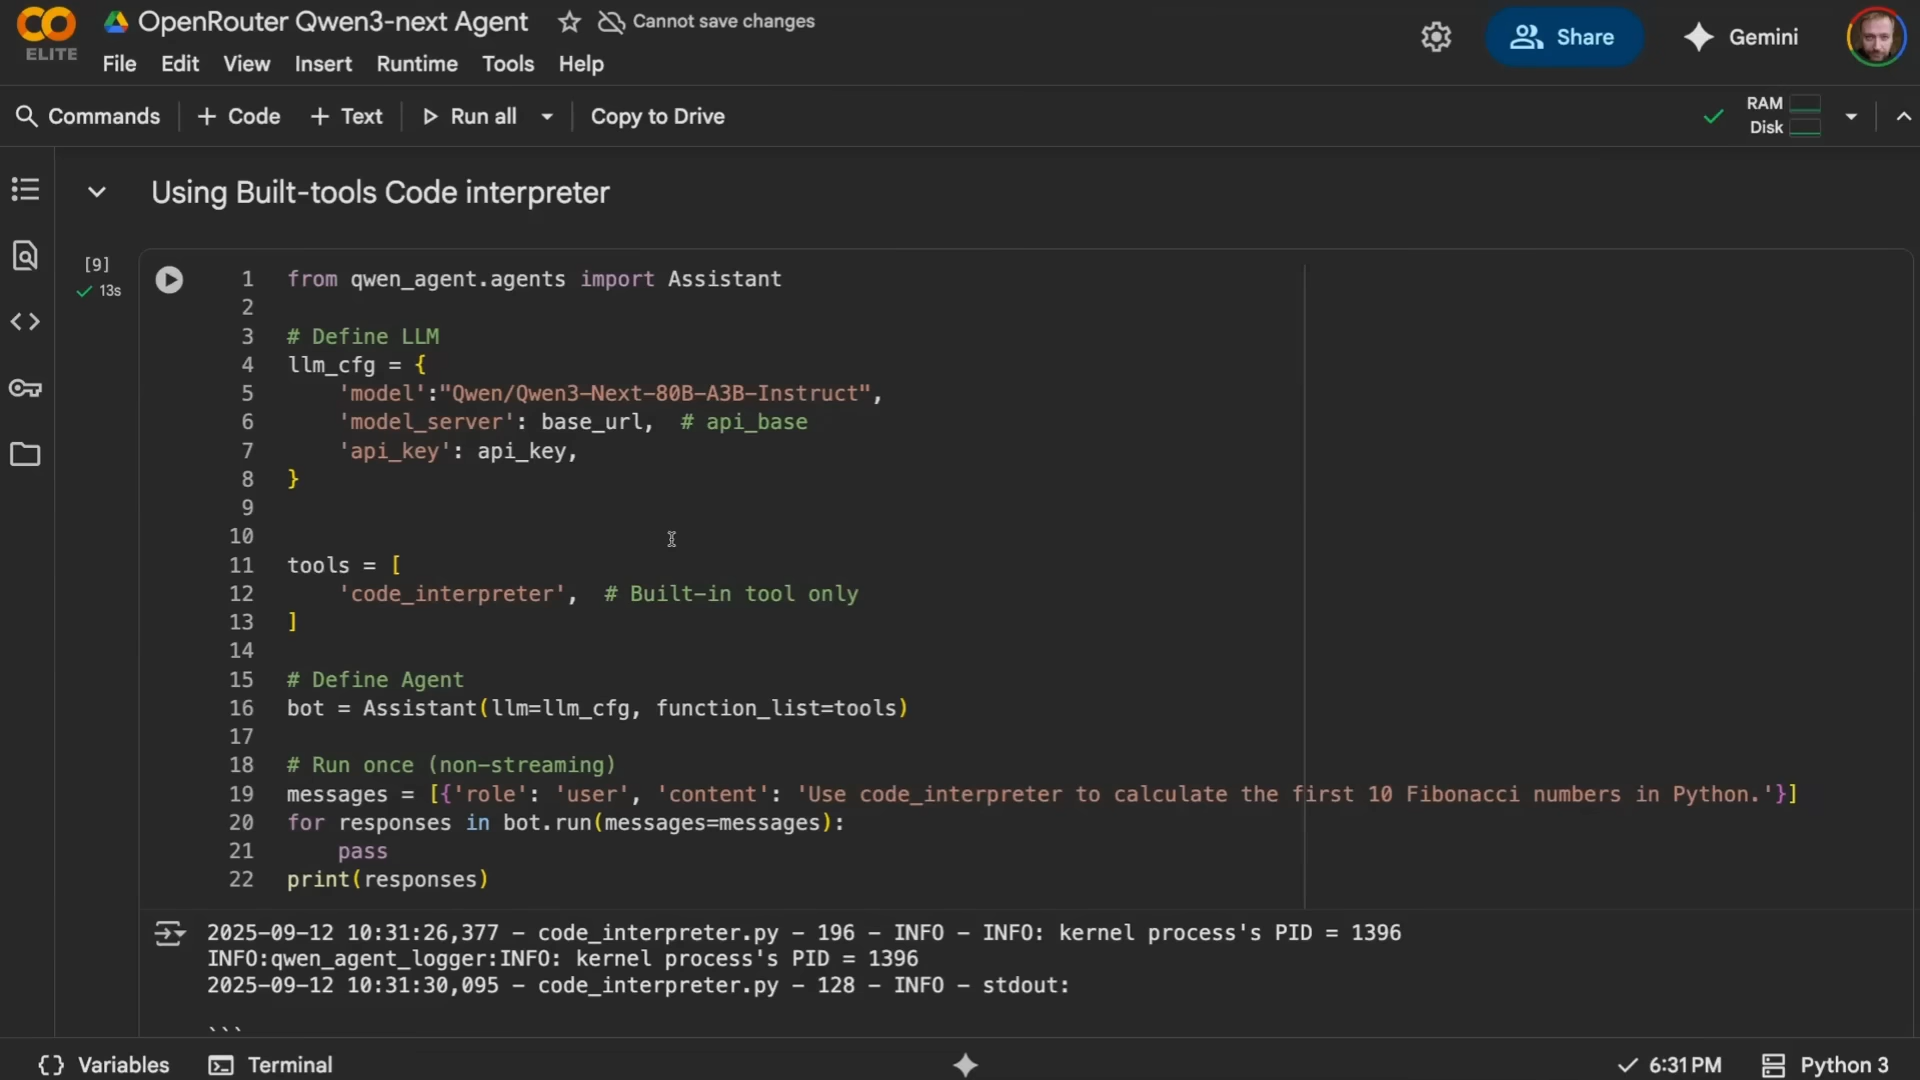 OpenRouter Qwen3-next Agent Cannot save changes
ELITE
File Edit View Insert Runtime Tools Help
Share
Gemini
Commands + Code + Text Run all Copy to Drive
RAM
Disk
Using Built-tools Code interpreter
[9]
13s
1 from qwen_agent.agents import Assistant
2
3 # Define LLM
4 llm_cfg = {
5     'model':"Qwen/Qwen3-Next-80B-A3B-Instruct",
6     'model_server': base_url,  # api_base
7     'api_key': api_key,
8 }
9
10
11 tools = [
12     'code_interpreter',  # Built-in tool only
13 ]
14
15 # Define Agent
16 bot = Assistant(llm=llm_cfg, function_list=tools)
17
18 # Run once (non-streaming)
19 messages = [{'role': 'user', 'content': 'Use code_interpreter to calculate the first 10 Fibonacci numbers in Python.'}]
20 for responses in bot.run(messages=messages):
21     pass
22 print(responses)
2025-09-12 10:31:26,377 - code_interpreter.py - 196 - INFO - INFO: kernel process's PID = 1396
INFO:qwen_agent_logger:INFO: kernel process's PID = 1396
2025-09-12 10:31:30,095 - code_interpreter.py - 128 - INFO - stdout:
```
{} Variables Terminal 6:31 PM Python 3